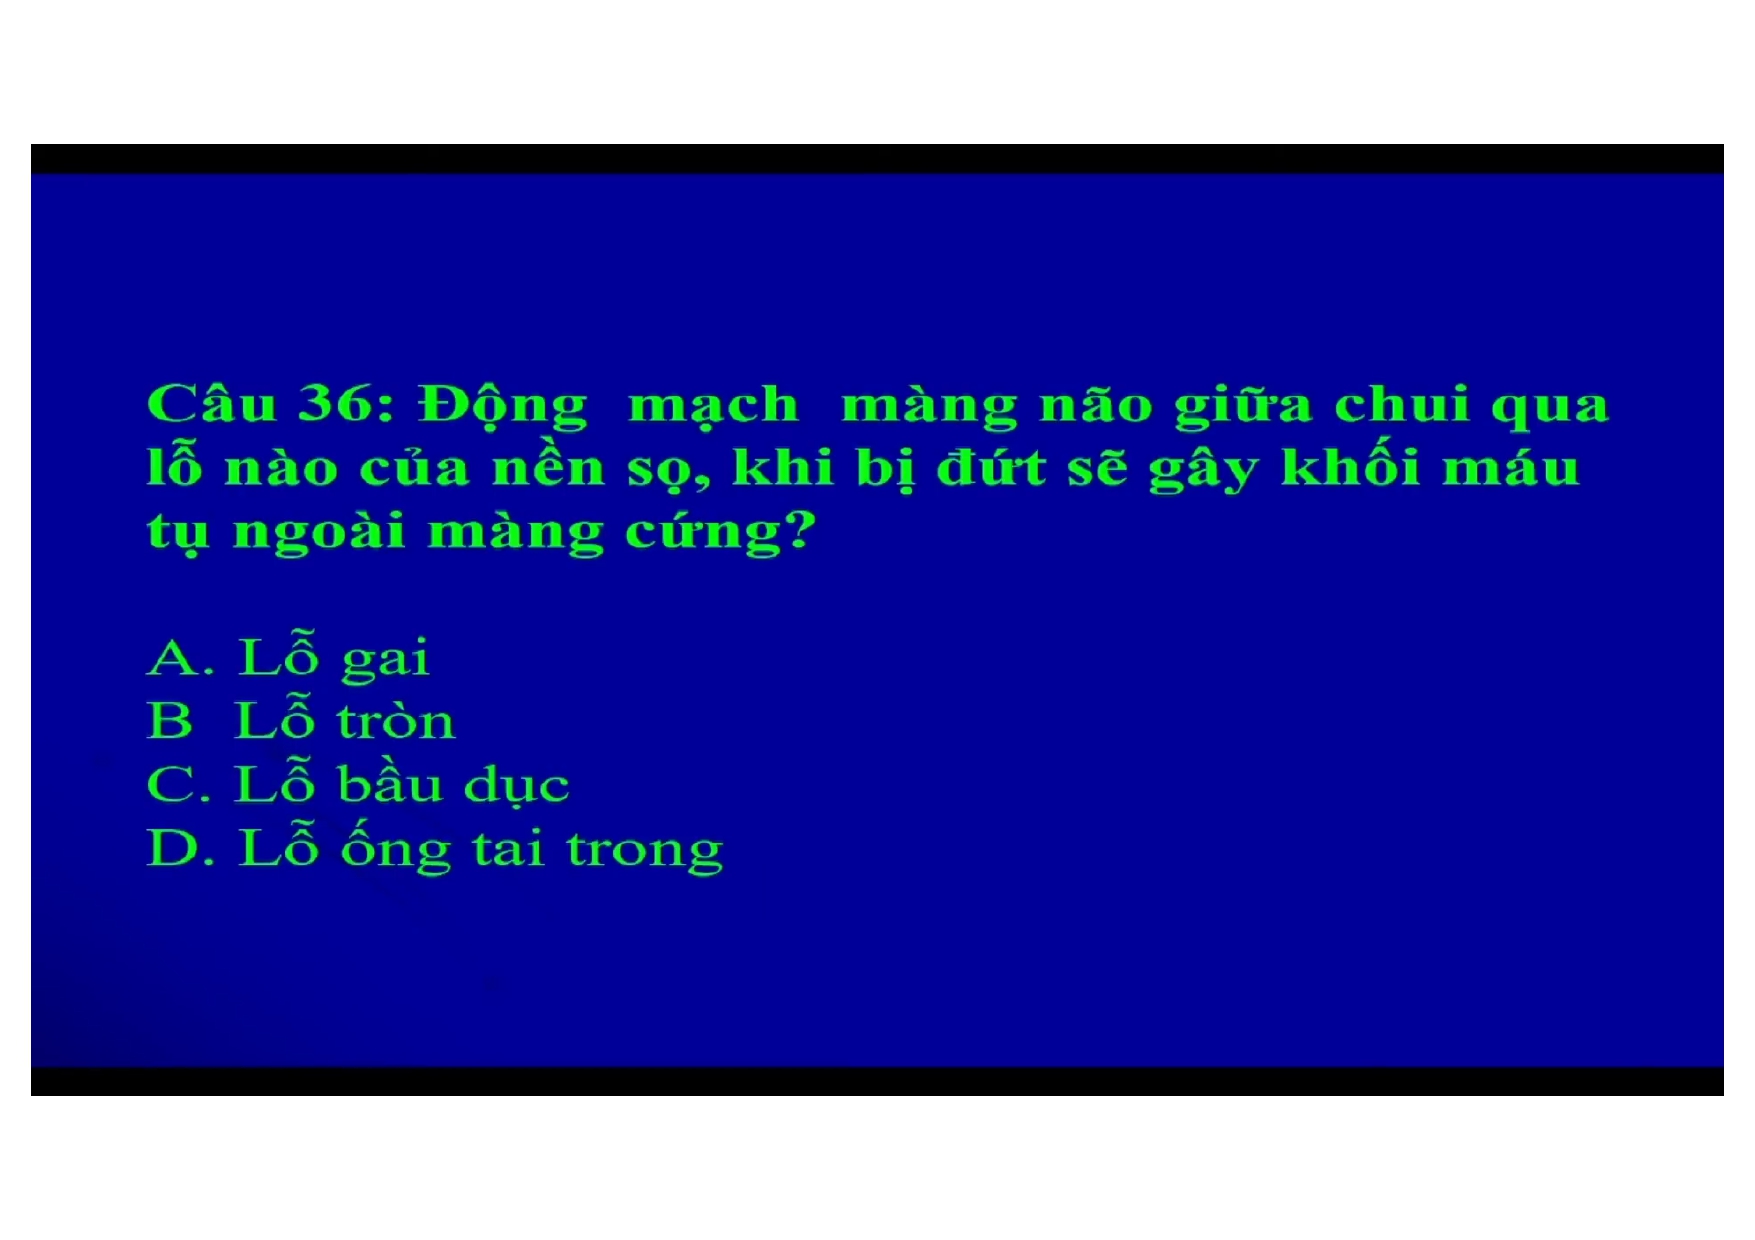 Câu 36: Động mạch màng não giữa chui qua
lỗ nào của nền sọ, khi bị đứt sẽ gây khối máu
tụ ngoài màng cứng?
A. Lỗ gai
B Lỗ tròn
C. Lỗ bầu dục
D. Lỗ ống tai trong